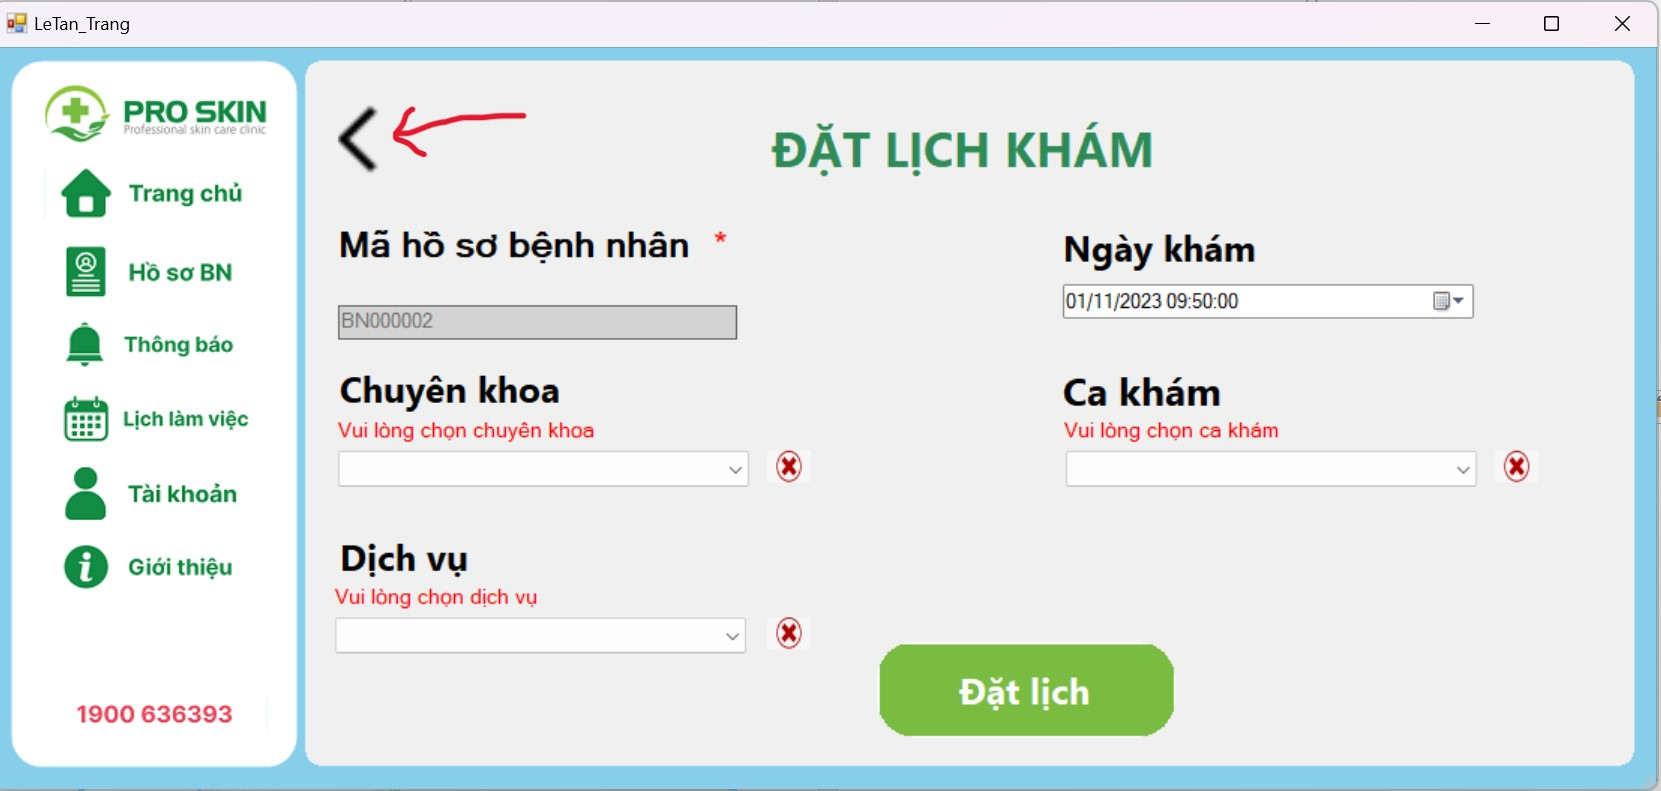 LeTan_Trang
PRO SKIN
Professional skin care clinic
Trang chủ
Hồ sơ BN
Thông báo
Lịch làm việc
Tài khoản
Giới thiệu
1900 636393
ĐẶT LỊCH KHÁM
Mã hồ sơ bệnh nhân *
BN000002
Ngày khám
01/11/2023 09:50:00
Chuyên khoa
Vui lòng chọn chuyên khoa
Ca khám
Vui lòng chọn ca khám
Dịch vụ
Vui lòng chọn dịch vụ
Đặt lịch